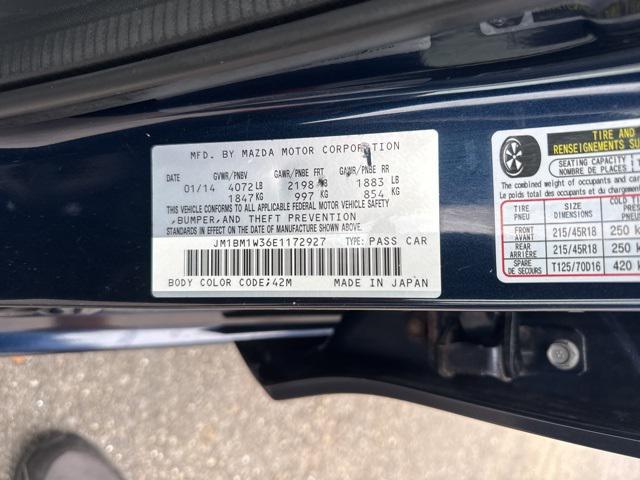 MFD. BY MAZDA MOTOR CORPORATION
GVWR/PNBV GAWR/PNBE FRT GAWR/PNBE RR
01/14 4072 LB 2198 LB 1883 LB
1847 KG 997 KG 854 KG
THIS VEHICLE CONFORMS TO ALL APPLICABLE FEDERAL MOTOR VEHICLE SAFETY
,BUMPER,AND THEFT PREVENTION
STANDARDS IN EFFECT ON THE DATE OF MANUFACTURE SHOWN ABOVE.
JM1BM1W36E1172927 TYPE: PASS CAR
BODY COLOR CODE;42M MADE IN JAPAN
TIRE AND
RENSEIGNEMENTS SU
SEATING CAPACITY
NOMBRE DE PLACES
The combined weight of occupants and car
Le poids total des occupants et du char
TIRE PNEU SIZE DIMENSIONS COLD TI PRES
FRONT AVANT 215/45R18 250 k
REAR ARRIÈRE 215/45R18 250 k
SPARE DE SECOURS T125/70D16 420 k